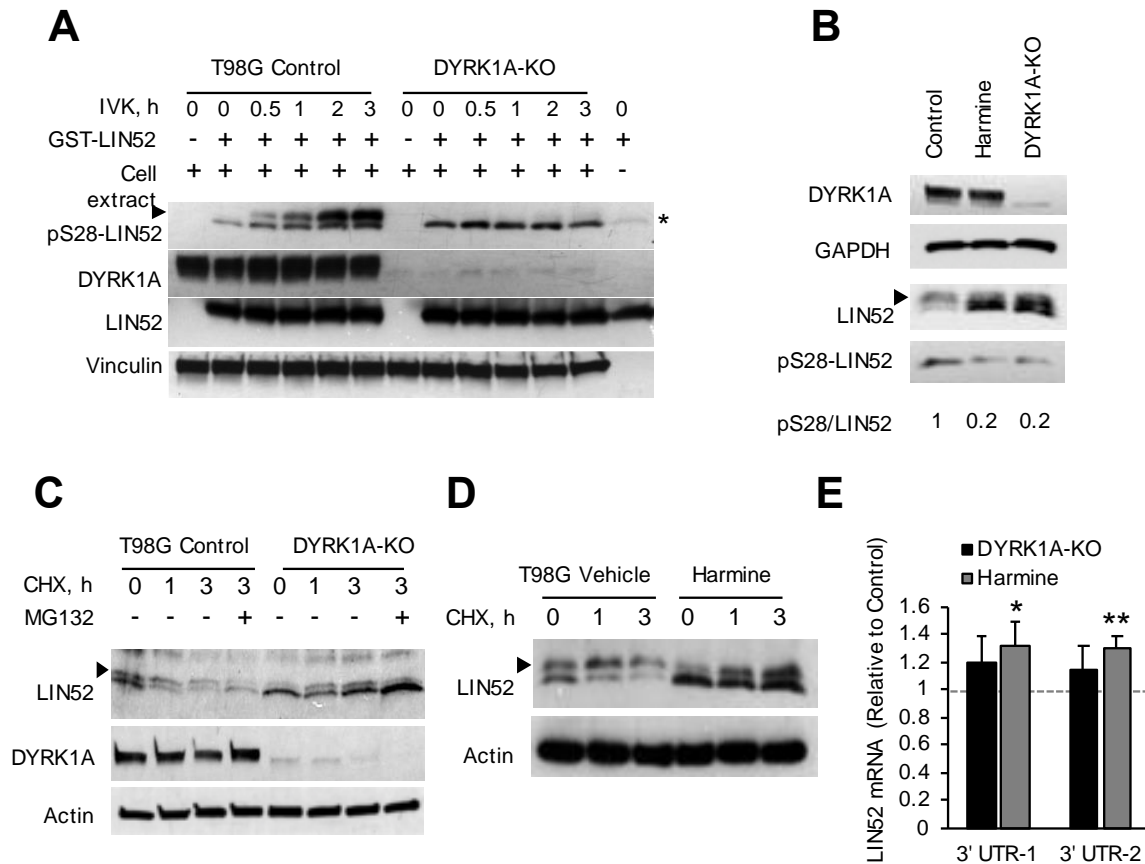 A
T98G Control DYRK1A-KO
IVK, h 0 0 0.5 1 2 3 0 0 0.5 1 2 3 0
GST-LIN52 - + + + + + - + + + + + +
Cell extract + + + + + + + + + + + + -
pS28-LIN52 *
DYRK1A
LIN52
Vinculin
B
Control Harmine DYRK1A-KO
DYRK1A
GAPDH
LIN52
pS28-LIN52
pS28/LIN52 1 0.2 0.2
C
T98G Control DYRK1A-KO
CHX, h 0 1 3 3 0 1 3 3
MG132 - - - + - - - +
LIN52
DYRK1A
Actin
D
T98G Vehicle Harmine
CHX, h 0 1 3 0 1 3
LIN52
Actin
E
DYRK1A-KO
Harmine
LIN52 mRNA (Relative to Control)
1.6
1.4
1.2
1
0.8
0.6
0.4
0.2
0
* **
3' UTR-1 3' UTR-2